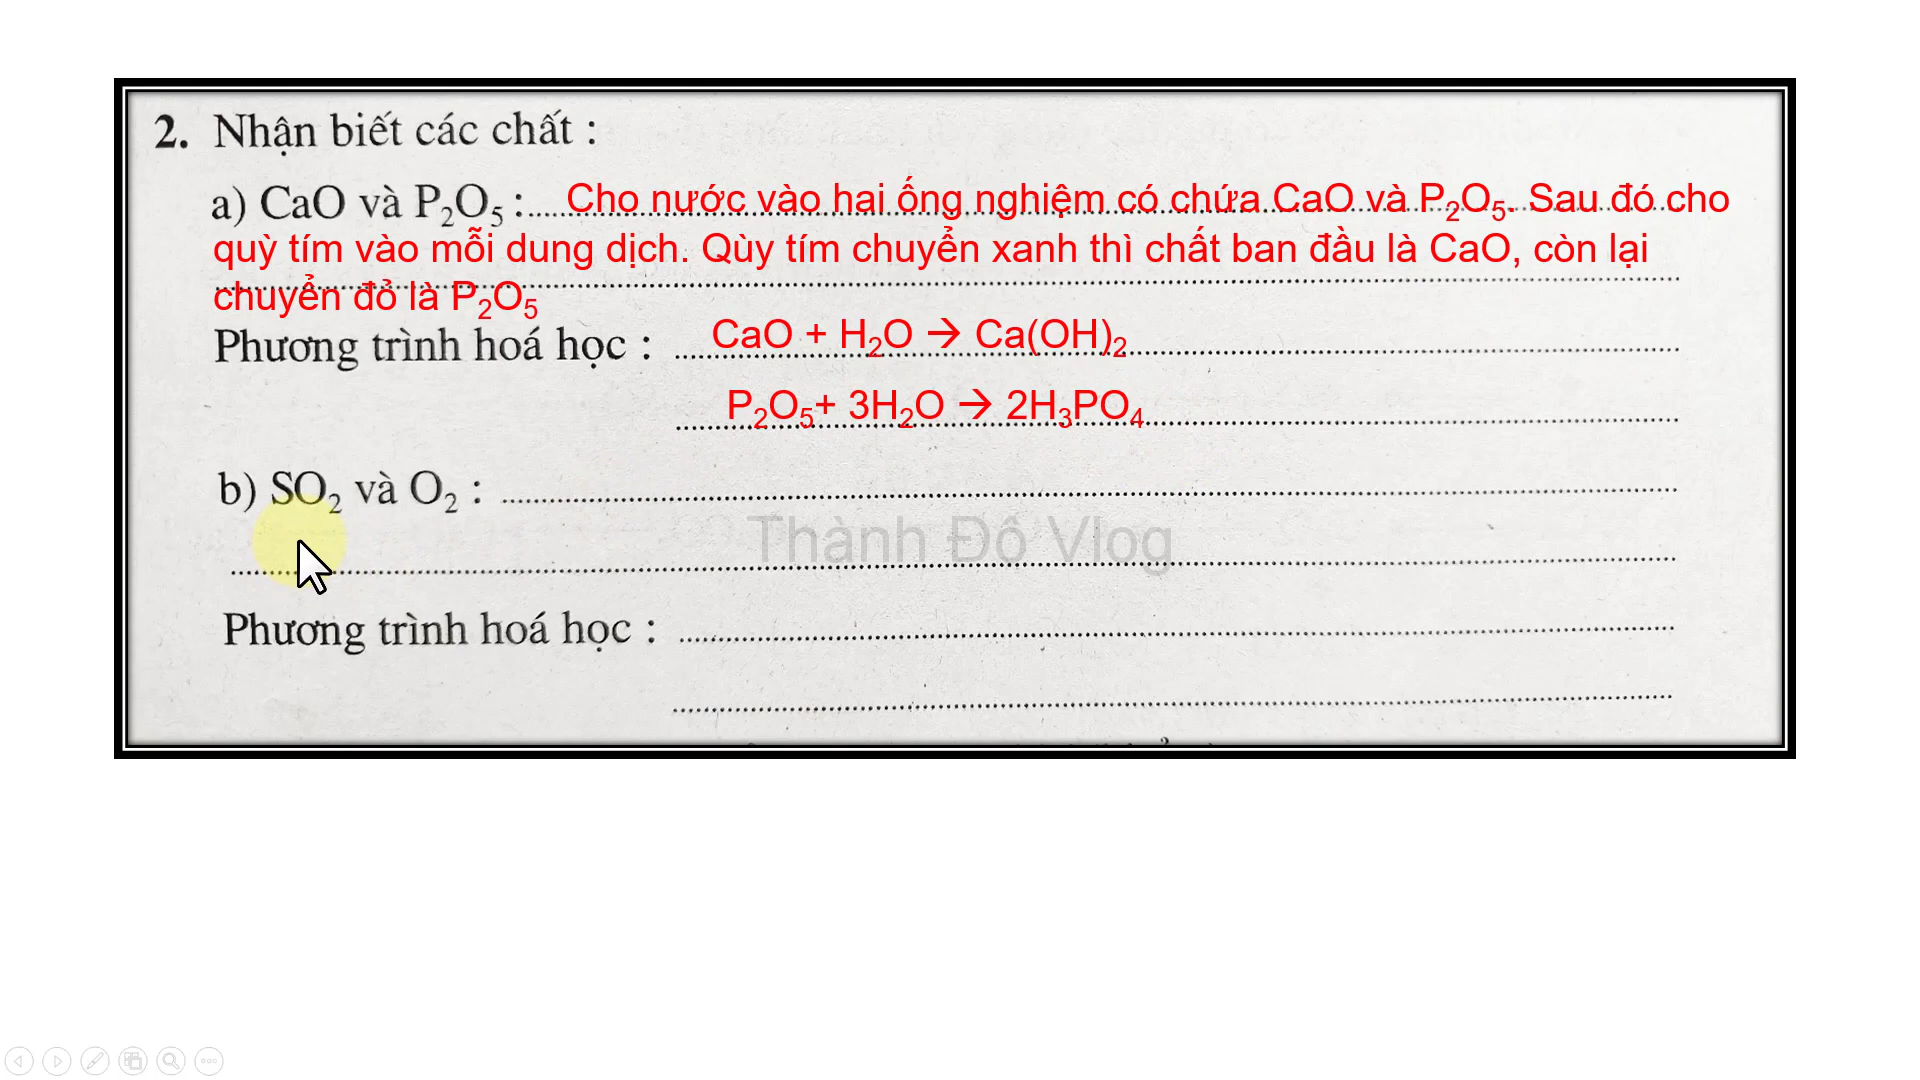 2. Nhận biết các chất :
a) CaO và P₂O₅ : Cho nước vào hai ống nghiệm có chứa CaO và P₂O₅. Sau đó cho
quỳ tím vào mỗi dung dịch. Qùy tím chuyển xanh thì chất ban đầu là CaO, còn lại
chuyển đỏ là P₂O₅
Phương trình hoá học : CaO + H₂O → Ca(OH)₂
P₂O₅+ 3H₂O → 2H₃PO₄
b) SO₂ và O₂ :
Thành Đô Vlog
Phương trình hoá học :